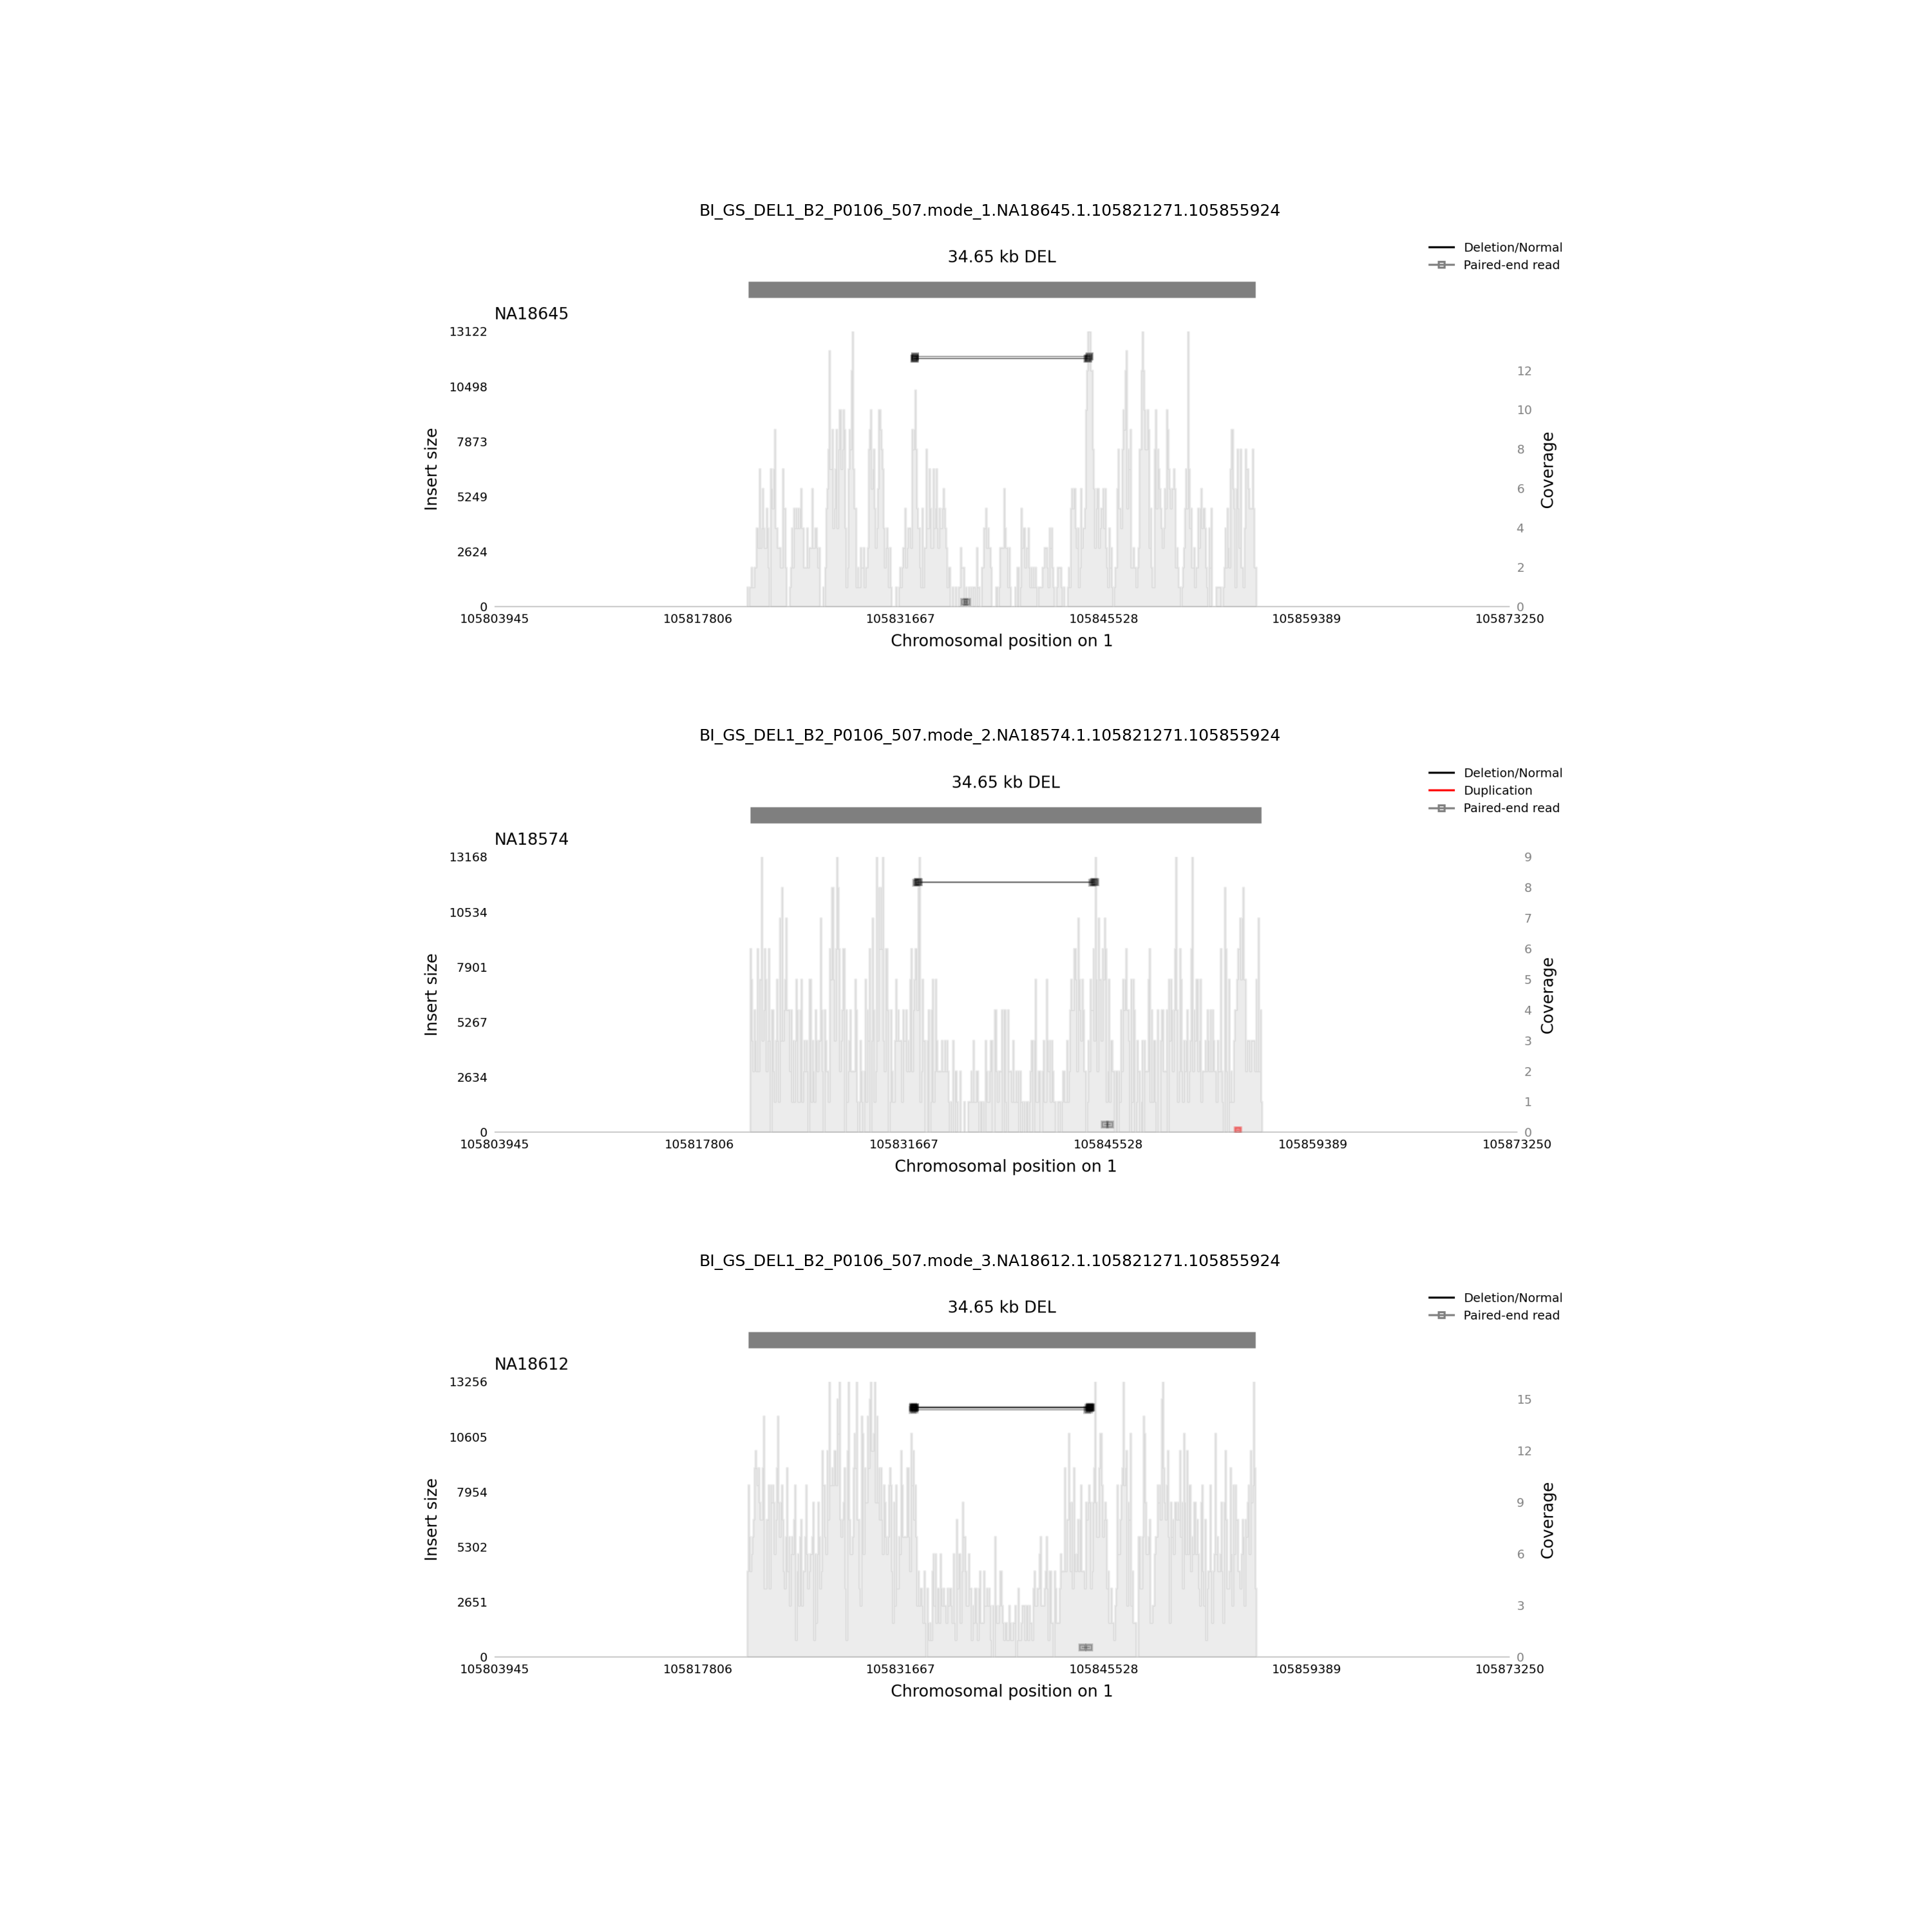 BI_GS_DEL1_B2_P0106_507.mode_1.NA18645.1.105821271.105855924
34.65 kb DEL
Deletion/Normal
Paired-end read
NA18645
13122
10498
7873
5249
2624
0
Insert size
12
10
8
6
4
2
0
Coverage
105803945 105817806 105831667 105845528 105859389 105873250
Chromosomal position on 1
BI_GS_DEL1_B2_P0106_507.mode_2.NA18574.1.105821271.105855924
34.65 kb DEL
Deletion/Normal
Duplication
Paired-end read
NA18574
13168
10534
7901
5267
2634
0
Insert size
9
8
7
6
5
4
3
2
1
0
Coverage
105803945 105817806 105831667 105845528 105859389 105873250
Chromosomal position on 1
BI_GS_DEL1_B2_P0106_507.mode_3.NA18612.1.105821271.105855924
34.65 kb DEL
Deletion/Normal
Paired-end read
NA18612
13256
10605
7954
5302
2651
0
Insert size
15
12
9
6
3
0
Coverage
105803945 105817806 105831667 105845528 105859389 105873250
Chromosomal position on 1